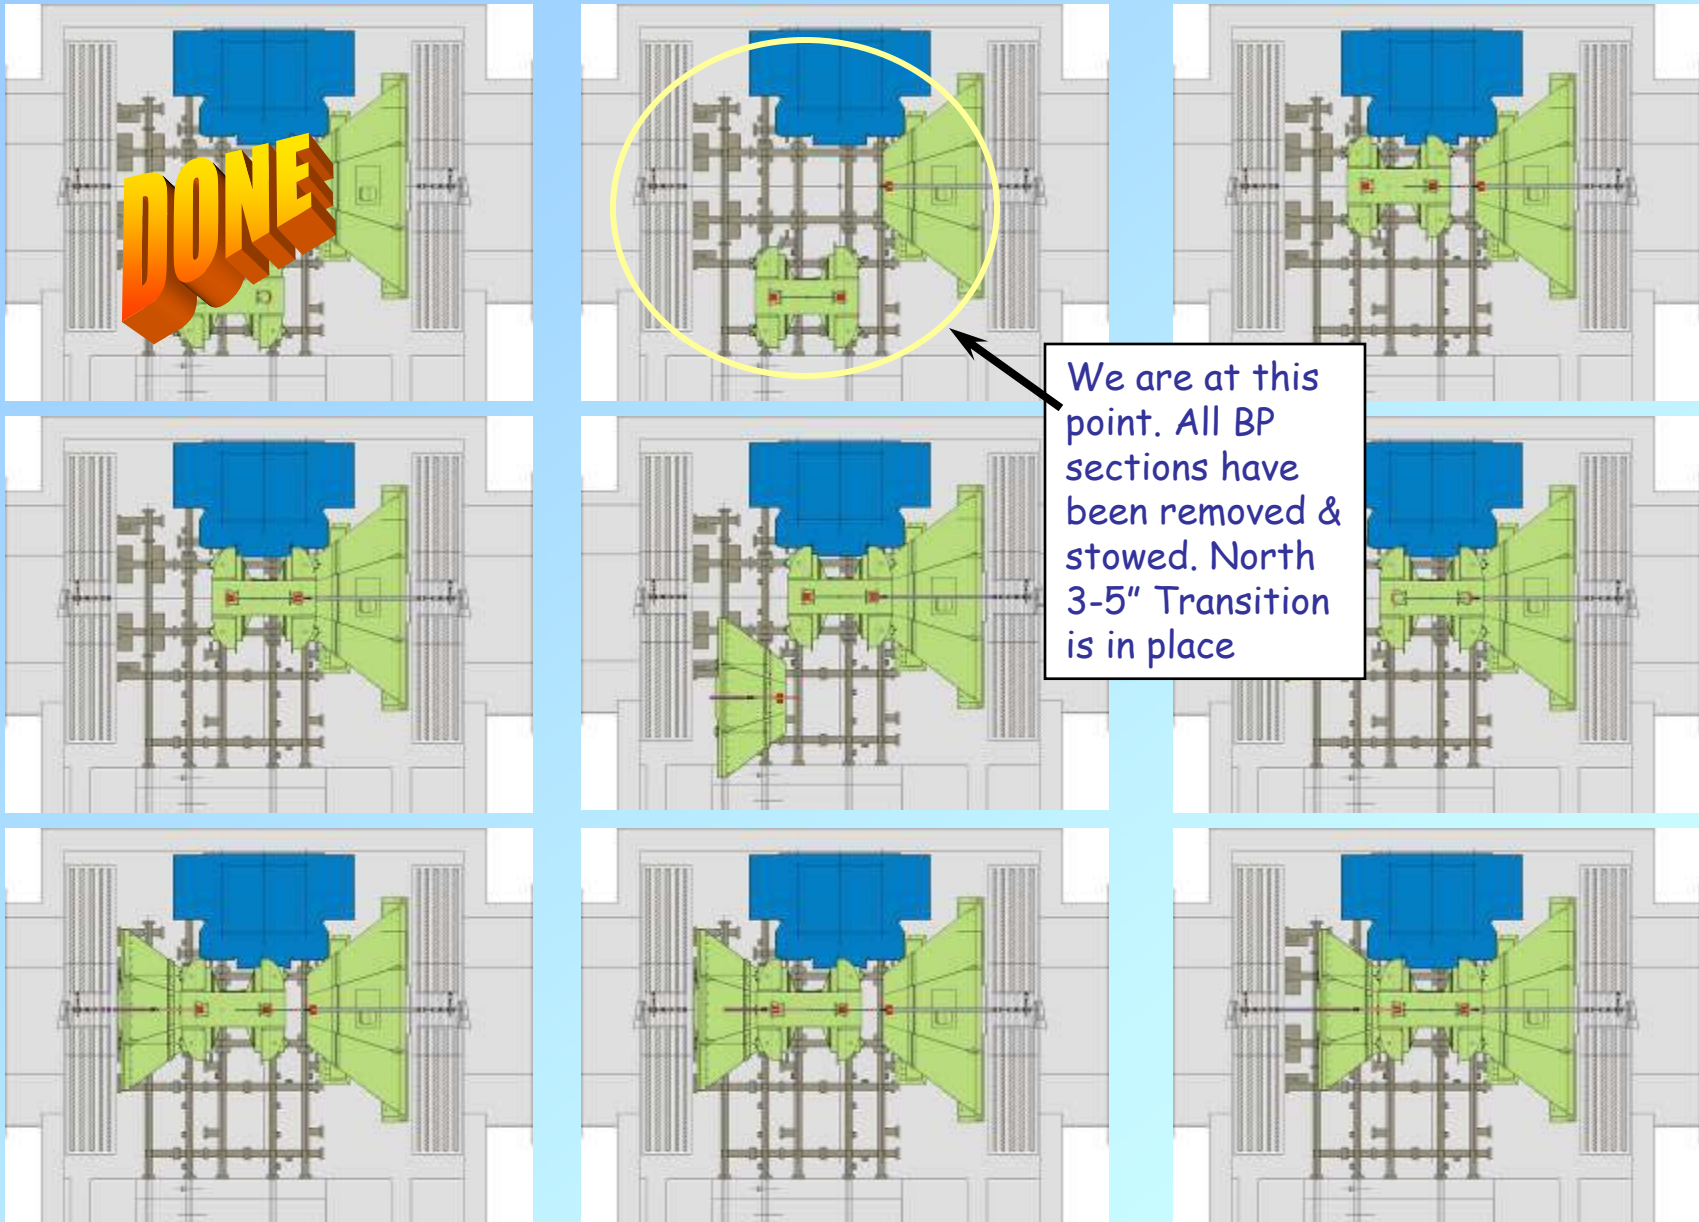 DONE
We are at this
point. All BP
sections have
been removed &
stowed. North
3-5” Transition
is in place